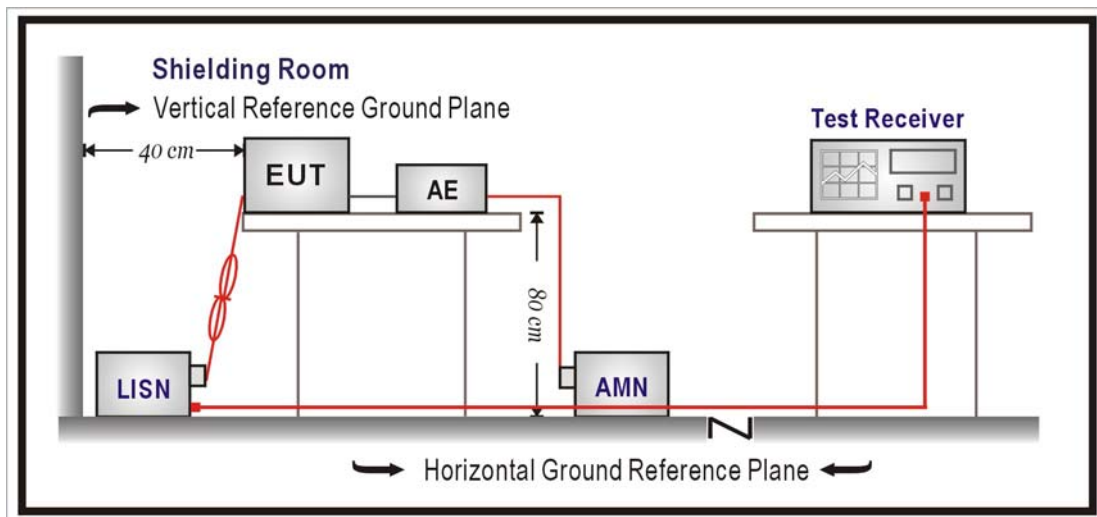 Shielding Room
Vertical Reference Ground Plane
40 cm
EUT
AE
Test Receiver
80 cm
LISN
AMN
Horizontal Ground Reference Plane